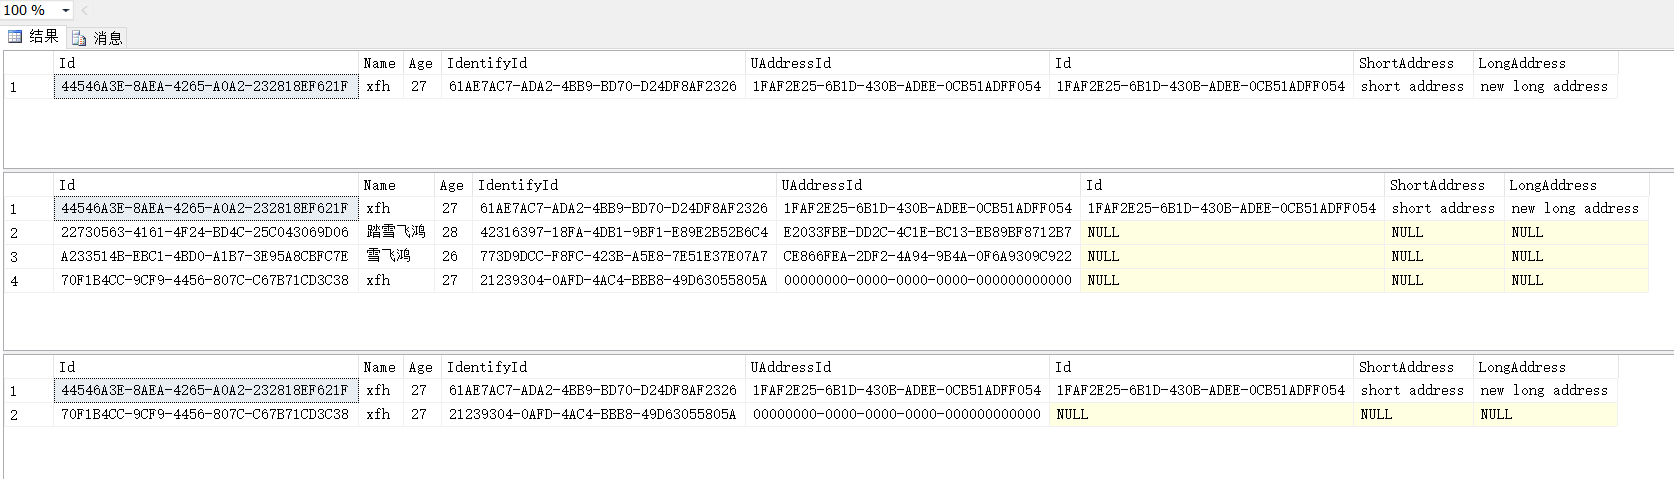 100 %
结果 消息
Id Name Age IdentifyId UAddressId Id ShortAddress LongAddress
1 44546A3E-8AEA-4265-A0A2-232818EF621F xfh 27 61AE7AC7-ADA2-4BB9-BD70-D24DF8AF2326 1FAF2E25-6B1D-430B-ADEE-0CB51ADFF054 1FAF2E25-6B1D-430B-ADEE-0CB51ADFF054 short address new long address
Id Name Age IdentifyId UAddressId Id ShortAddress LongAddress
1 44546A3E-8AEA-4265-A0A2-232818EF621F xfh 27 61AE7AC7-ADA2-4BB9-BD70-D24DF8AF2326 1FAF2E25-6B1D-430B-ADEE-0CB51ADFF054 1FAF2E25-6B1D-430B-ADEE-0CB51ADFF054 short address new long address
2 22730563-4161-4F24-BD4C-25C043069D06 踏雪飞鸿 28 42316397-18FA-4DB1-9BF1-E89E2B52B6C4 E2033FBE-DD2C-4C1E-BC13-EB89BF8712B7 NULL NULL NULL
3 A233514B-EBC1-4BD0-A1B7-3E95A8CBFC7E 雪飞鸿 26 773D9DCC-F8FC-423B-A5E8-7E51E37E07A7 CE866FEA-2DF2-4A94-9B4A-0F6A9309C922 NULL NULL NULL
4 70F1B4CC-9CF9-4456-807C-C67B71CD3C38 xfh 27 21239304-0AFD-4AC4-BBB8-49D63055805A 00000000-0000-0000-0000-000000000000 NULL NULL NULL
Id Name Age IdentifyId UAddressId Id ShortAddress LongAddress
1 44546A3E-8AEA-4265-A0A2-232818EF621F xfh 27 61AE7AC7-ADA2-4BB9-BD70-D24DF8AF2326 1FAF2E25-6B1D-430B-ADEE-0CB51ADFF054 1FAF2E25-6B1D-430B-ADEE-0CB51ADFF054 short address new long address
2 70F1B4CC-9CF9-4456-807C-C67B71CD3C38 xfh 27 21239304-0AFD-4AC4-BBB8-49D63055805A 00000000-0000-0000-0000-000000000000 NULL NULL NULL